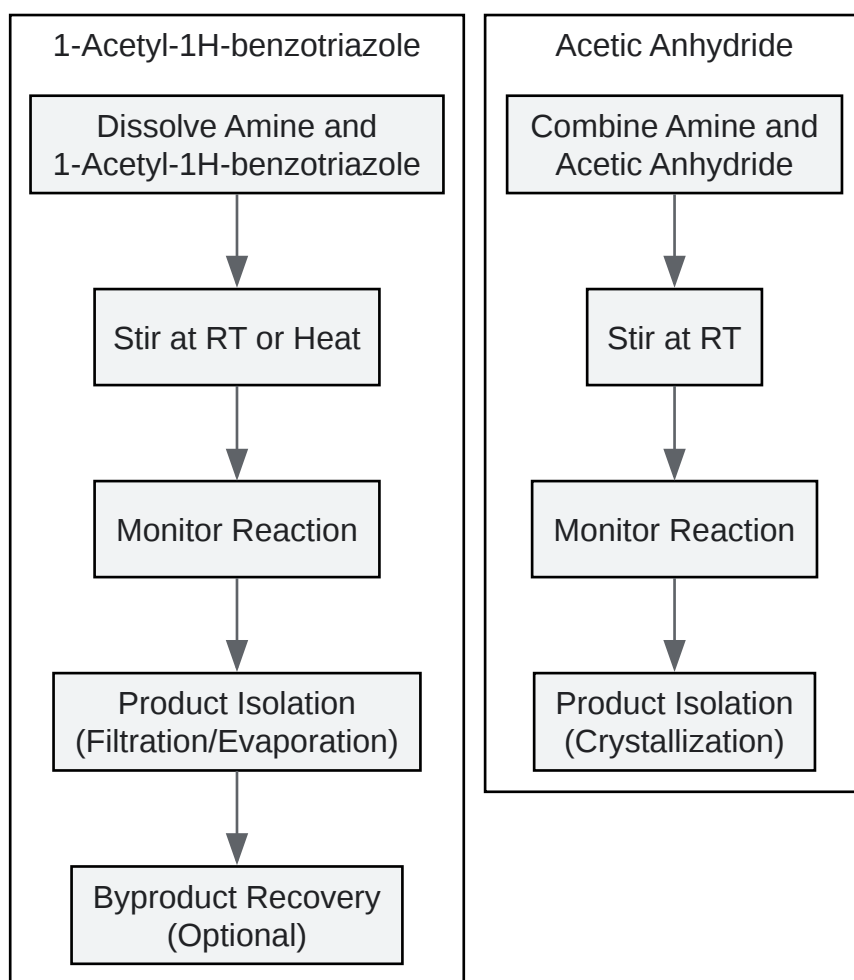 1-Acetyl-1H-benzotriazole
Dissolve Amine and
1-Acetyl-1H-benzotriazole
Stir at RT or Heat
Monitor Reaction
Product Isolation
(Filtration/Evaporation)
Byproduct Recovery
(Optional)
Acetic Anhydride
Combine Amine and
Acetic Anhydride
Stir at RT
Monitor Reaction
Product Isolation
(Crystallization)